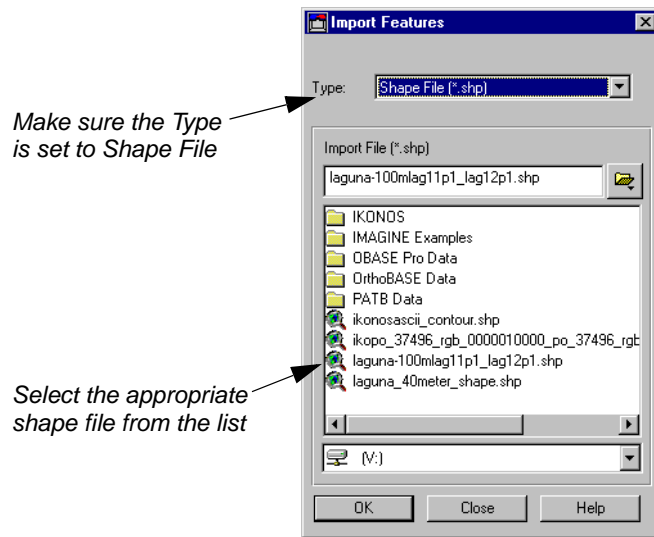 Import Features
Type: Shape File (*.shp)
Make sure the Type
is set to Shape File
Import File (*.shp)
laguna-100mlag11p1_lag12p1.shp
IKONOS
IMAGINE Examples
OBASE Pro Data
OrthoBASE Data
PATB Data
ikonosascii_contour.shp
ikopo_37496_rgb_0000010000_po_37496_rgb
laguna-100mlag11p1_lag12p1.shp
laguna_40meter_shape.shp
Select the appropriate
shape file from the list
(V:)
OK Close Help